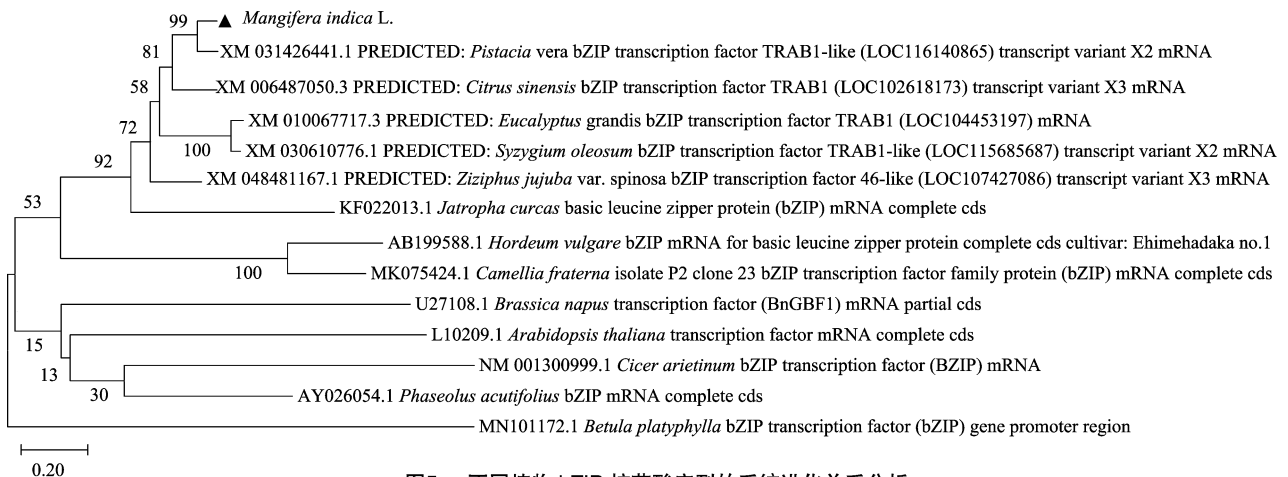 99 ▲ Mangifera indica L.
81 XM 031426441.1 PREDICTED: Pistacia vera bZIP transcription factor TRAB1-like (LOC116140865) transcript variant X2 mRNA
58 XM 006487050.3 PREDICTED: Citrus sinensis bZIP transcription factor TRAB1 (LOC102618173) transcript variant X3 mRNA
72 XM 010067717.3 PREDICTED: Eucalyptus grandis bZIP transcription factor TRAB1 (LOC104453197) mRNA
100 XM 030610776.1 PREDICTED: Syzygium oleosum bZIP transcription factor TRAB1-like (LOC115685687) transcript variant X2 mRNA
92 XM 048481167.1 PREDICTED: Ziziphus jujuba var. spinosa bZIP transcription factor 46-like (LOC107427086) transcript variant X3 mRNA
53 KF022013.1 Jatropha curcas basic leucine zipper protein (bZIP) mRNA complete cds
AB199588.1 Hordeum vulgare bZIP mRNA for basic leucine zipper protein complete cds cultivar: Ehimehadaka no.1
100 MK075424.1 Camellia fraterna isolate P2 clone 23 bZIP transcription factor family protein (bZIP) mRNA complete cds
U27108.1 Brassica napus transcription factor (BnGBF1) mRNA partial cds
15 L10209.1 Arabidopsis thaliana transcription factor mRNA complete cds
13 NM 001300999.1 Cicer arietinum bZIP transcription factor (BZIP) mRNA
30 AY026054.1 Phaseolus acutifolius bZIP mRNA complete cds
MN101172.1 Betula platyphylla bZIP transcription factor (bZIP) gene promoter region
0.20